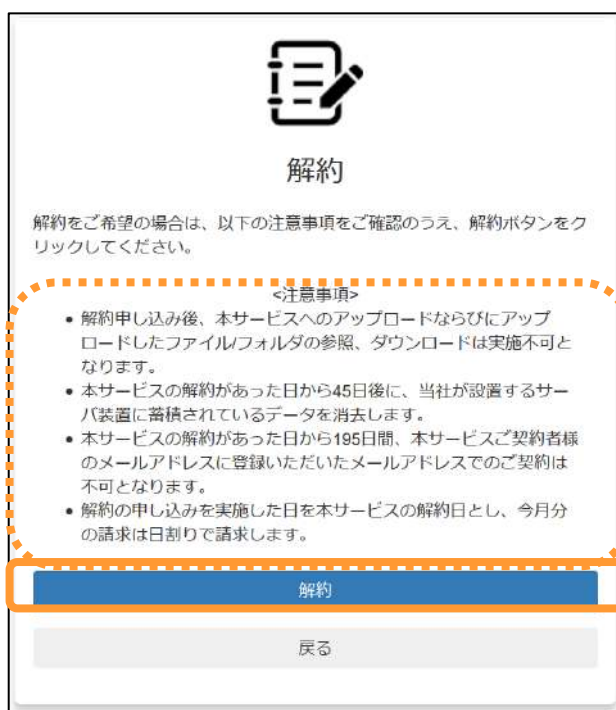 解約
解約をご希望の場合は、以下の注意事項をご確認のうえ、解約ボタンをク
リックしてください。
<注意事項>
• 解約申し込み後、本サービスへのアップロードならびにアップ
ロードしたファイル/フォルダの参照、ダウンロードは実施不可と
なります。
• 本サービスの解約があった日から45日後に、当社が設置するサー
バ装置に蓄積されているデータを消去します。
• 本サービスの解約があった日から195日間、本サービスご契約者様
のメールアドレスに登録いただいたメールアドレスでのご契約は
不可となります。
• 解約の申し込みを実施した日を本サービスの解約日とし、今月分
の請求は日割りで請求します。
解約
戻る